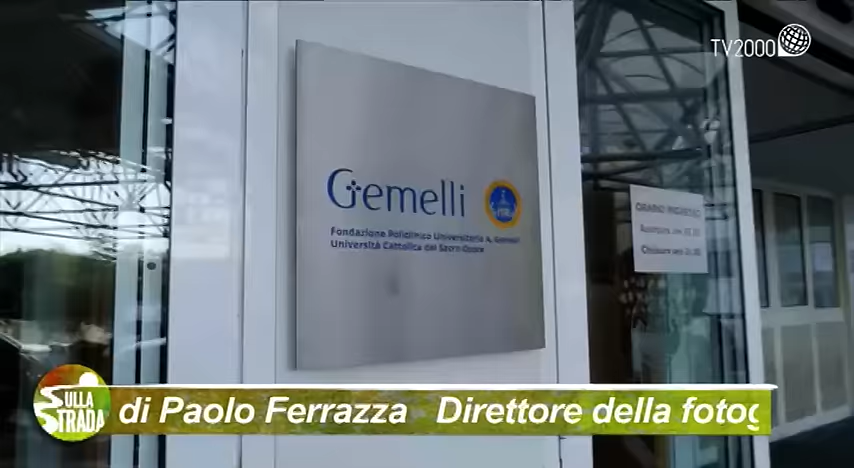 TV2000
Gemelli
Fondazione Policlinico Universitario A. Gemelli
Università Cattolica del Sacro Cuore
ORARIO INGRESSO
SULLA STRADA
di Paolo Ferrazza Direttore della fotog